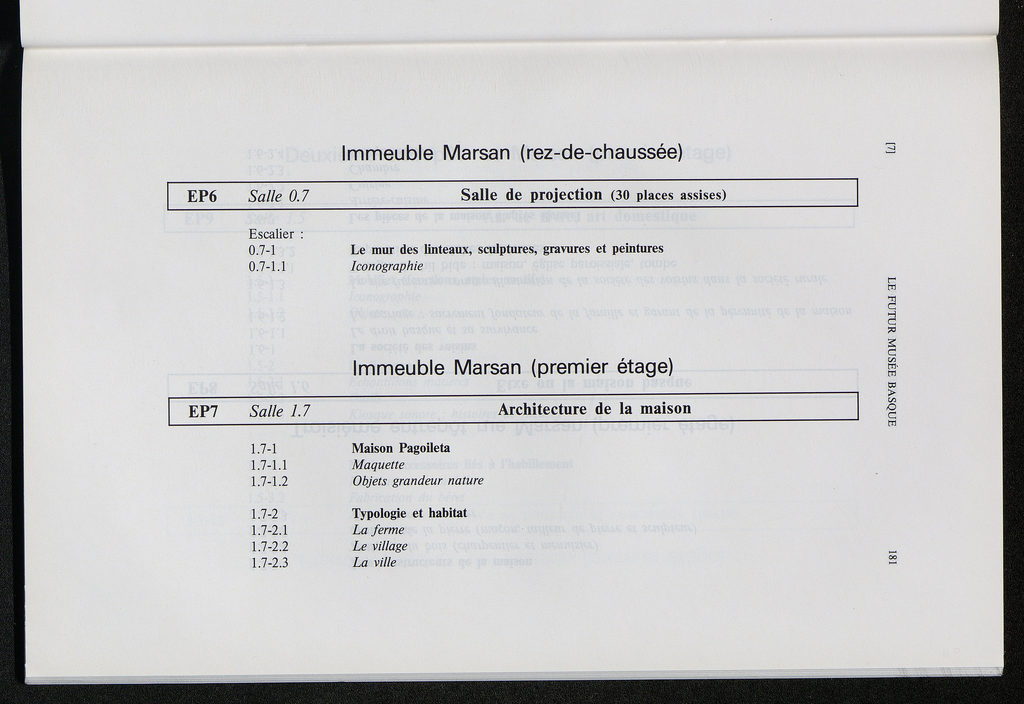 Immeuble Marsan (rez-de-chaussée)
EP6 Salle 0.7 Salle de projection (30 places assises)
Escalier :
0.7-1 Le mur des linteaux, sculptures, gravures et peintures
0.7-1.1 Iconographie
Immeuble Marsan (premier étage)
EP7 Salle 1.7 Architecture de la maison
1.7-1 Maison Pagoileta
1.7-1.1 Maquette
1.7-1.2 Objets grandeur nature
1.7-2 Typologie et habitat
1.7-2.1 La ferme
1.7-2.2 Le village
1.7-2.3 La ville
[7]
LE FUTUR MUSÉE BASQUE
181